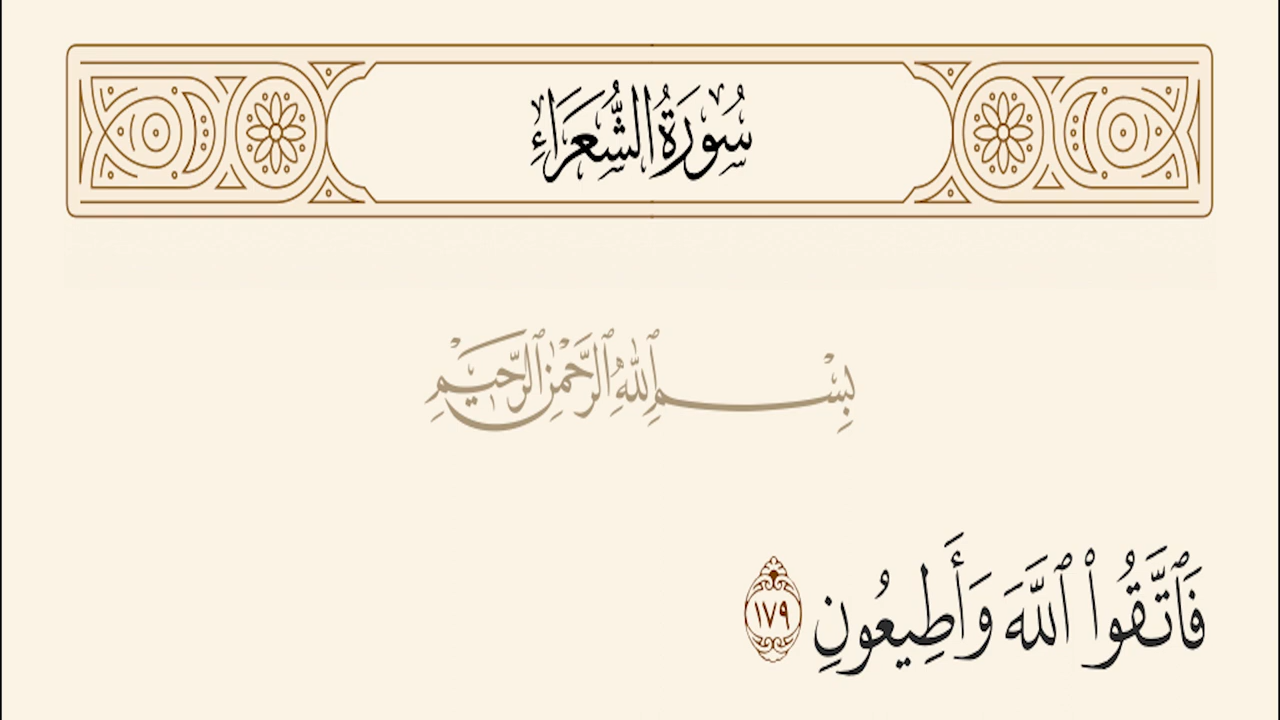 سُورَةُ الشُّعَرَاءِ
بِسْمِ ٱللَّهِ ٱلرَّحْمَٰنِ ٱلرَّحِيمِ
فَٱتَّقُوا۟ ٱللَّهَ وَأَطِيعُونِ ١٧٩